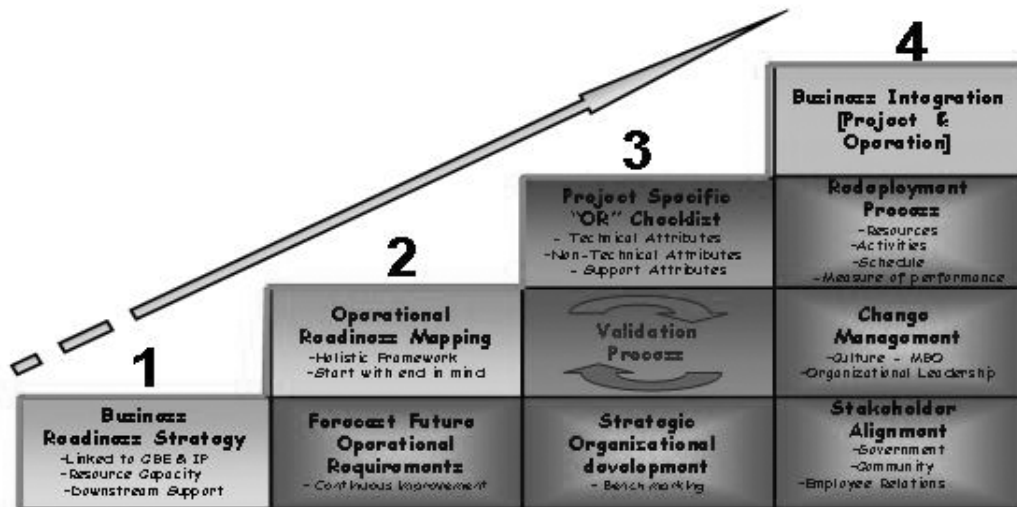 1
Business
Readiness Strategy
-Linked to CBE & IP
-Resource Capacity
-Downstream Support
2
Operational
Readiness Mapping
-Holistic Framework
-Start with end in mind
Forecast Future
Operational
Requirements
- Continuous Improvement
3
Project Specific
"OR" Checklist
- Technical Attributes
-Non-Technical Attributes
- Support Attributes
Validation
Process
Strategic
Organizational
development
- Bench marking
4
Business Integration
[Project &
Operation]
Redeployment
Process
-Resources
-Activities
-Schedule
-Measure of performance
Change
Management
-Culture - MBO
-Organizational Leadership
Stakeholder
Alignment
-Government
-Community
-Employee Relations